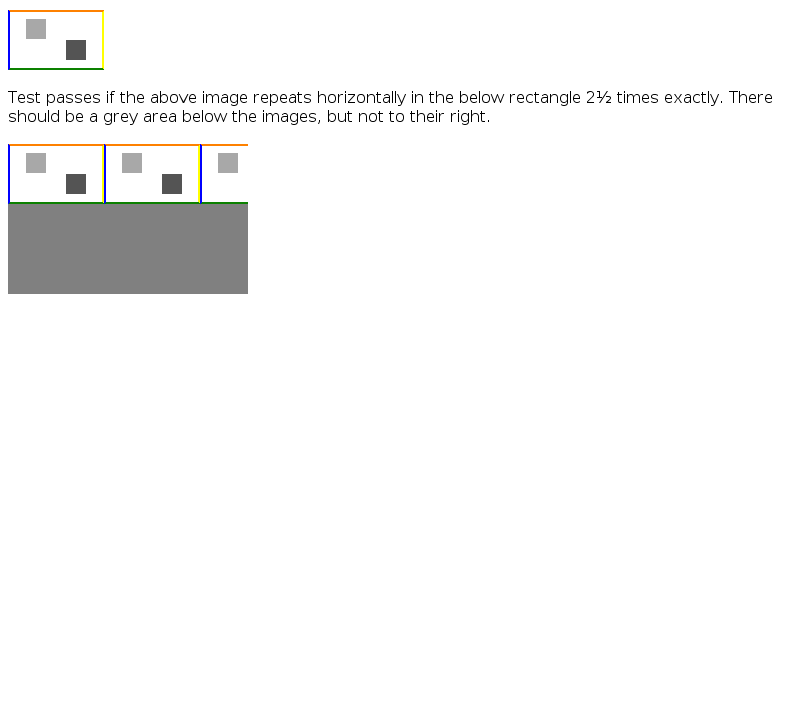 Test passes if the above image repeats horizontally in the below rectangle 2½ times exactly. There
should be a grey area below the images, but not to their right.